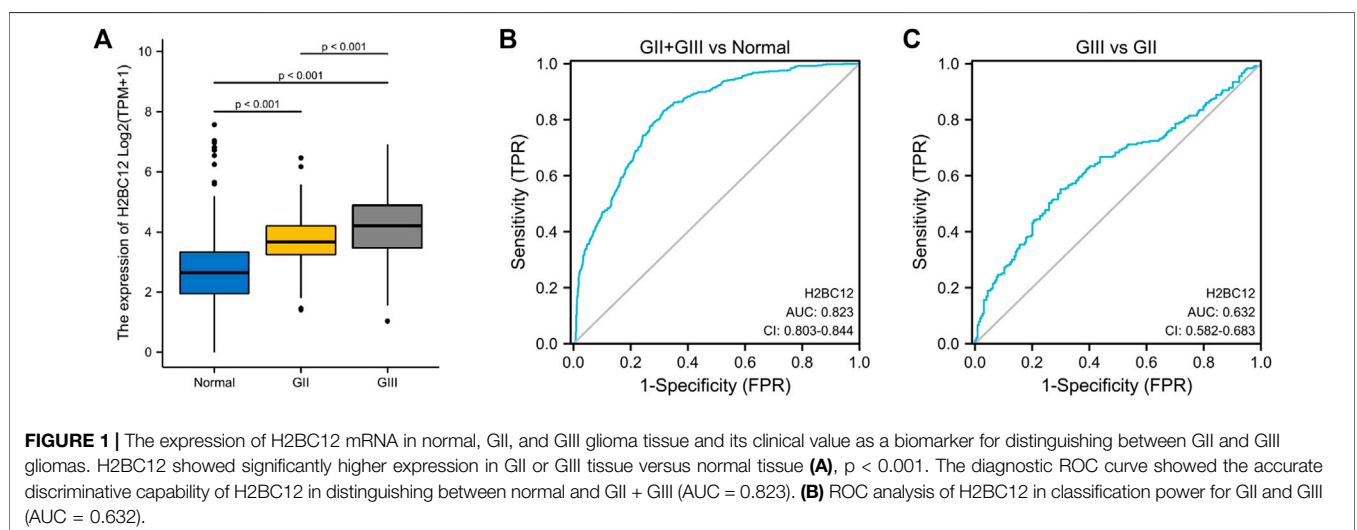 A
The expression of H2BC12 Log2(TPM+1)
10
8
6
4
2
0
p < 0.001
p < 0.001
p < 0.001
Normal
GII
GIII
B
GII+GIII vs Normal
Sensitivity (TPR)
1.0
0.8
0.6
0.4
0.2
0.0
H2BC12
AUC: 0.823
CI: 0.803-0.844
0.0 0.2 0.4 0.6 0.8 1.0
1-Specificity (FPR)
C
GIII vs GII
Sensitivity (TPR)
1.0
0.8
0.6
0.4
0.2
0.0
H2BC12
AUC: 0.632
CI: 0.582-0.683
0.0 0.2 0.4 0.6 0.8 1.0
1-Specificity (FPR)
FIGURE 1 | The expression of H2BC12 mRNA in normal, GII, and GIII glioma tissue and its clinical value as a biomarker for distinguishing between GII and GIII
gliomas. H2BC12 showed significantly higher expression in GII or GIII tissue versus normal tissue (A), p < 0.001. The diagnostic ROC curve showed the accurate
discriminative capability of H2BC12 in distinguishing between normal and GII + GIII (AUC = 0.823). (B) ROC analysis of H2BC12 in classification power for GII and GIII
(AUC = 0.632).